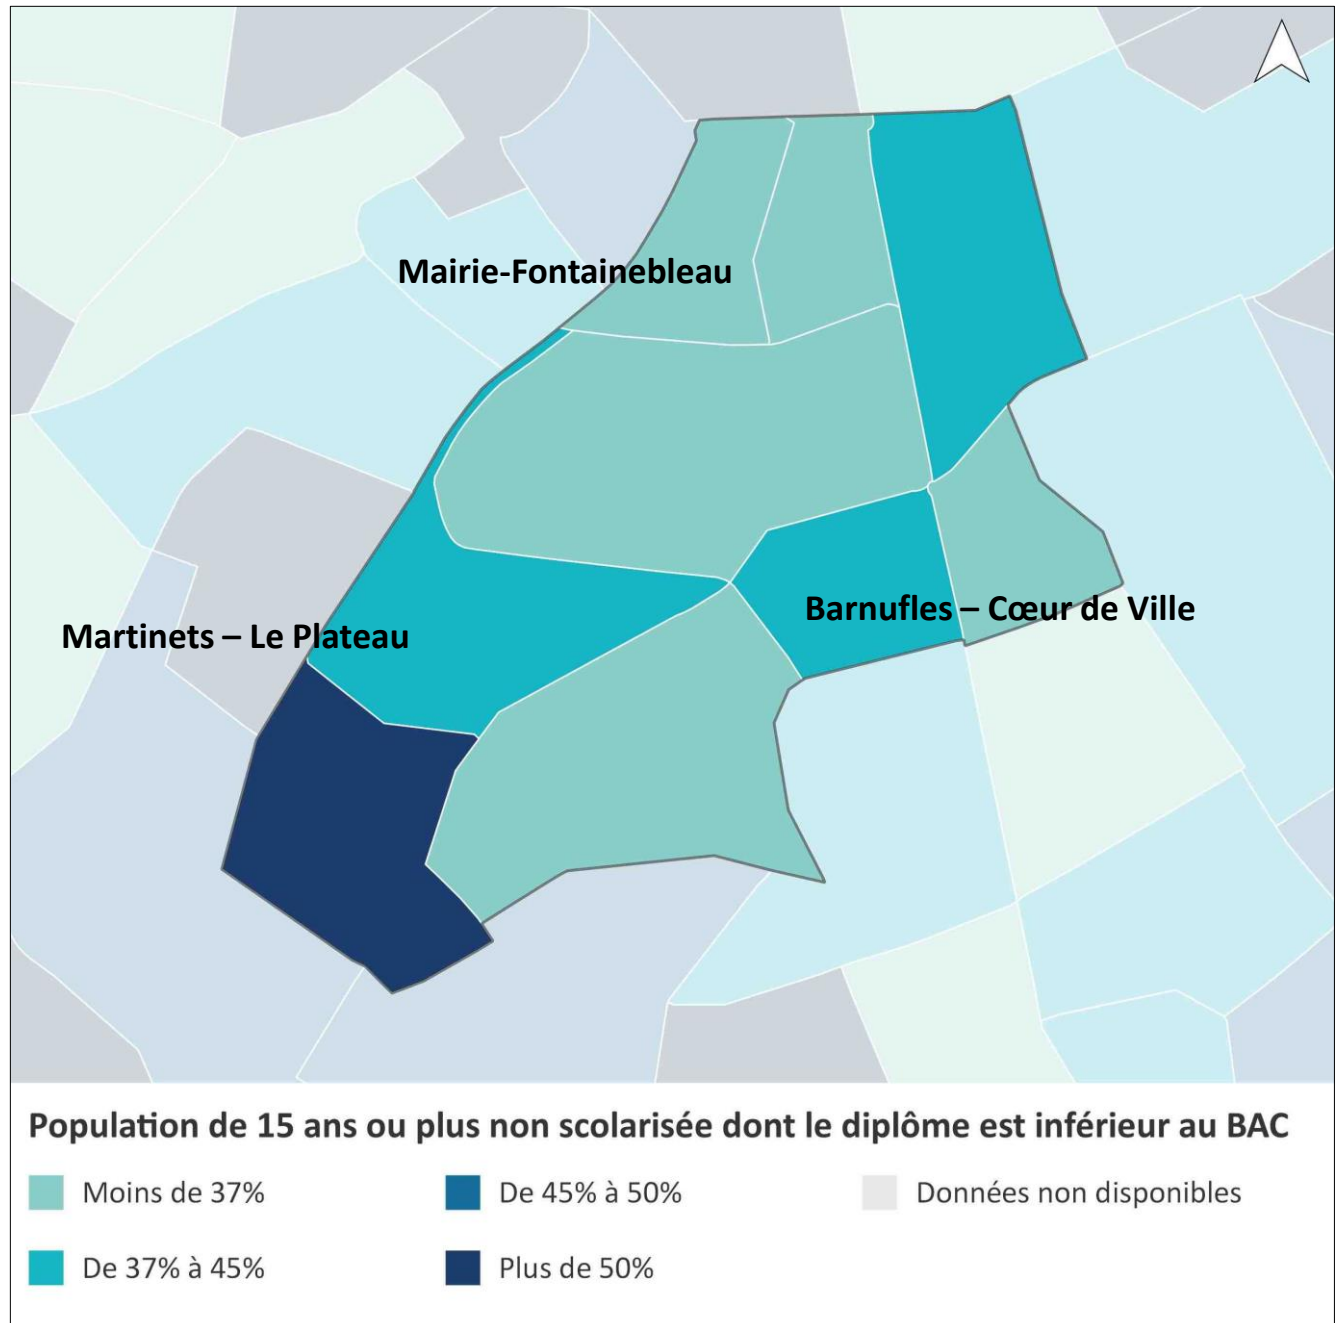 Mairie-Fontainebleau
Barnufles – Cœur de Ville
Martinets – Le Plateau
Population de 15 ans ou plus non scolarisée dont le diplôme est inférieur au BAC
Moins de 37%
De 45% à 50%
Données non disponibles
De 37% à 45%
Plus de 50%